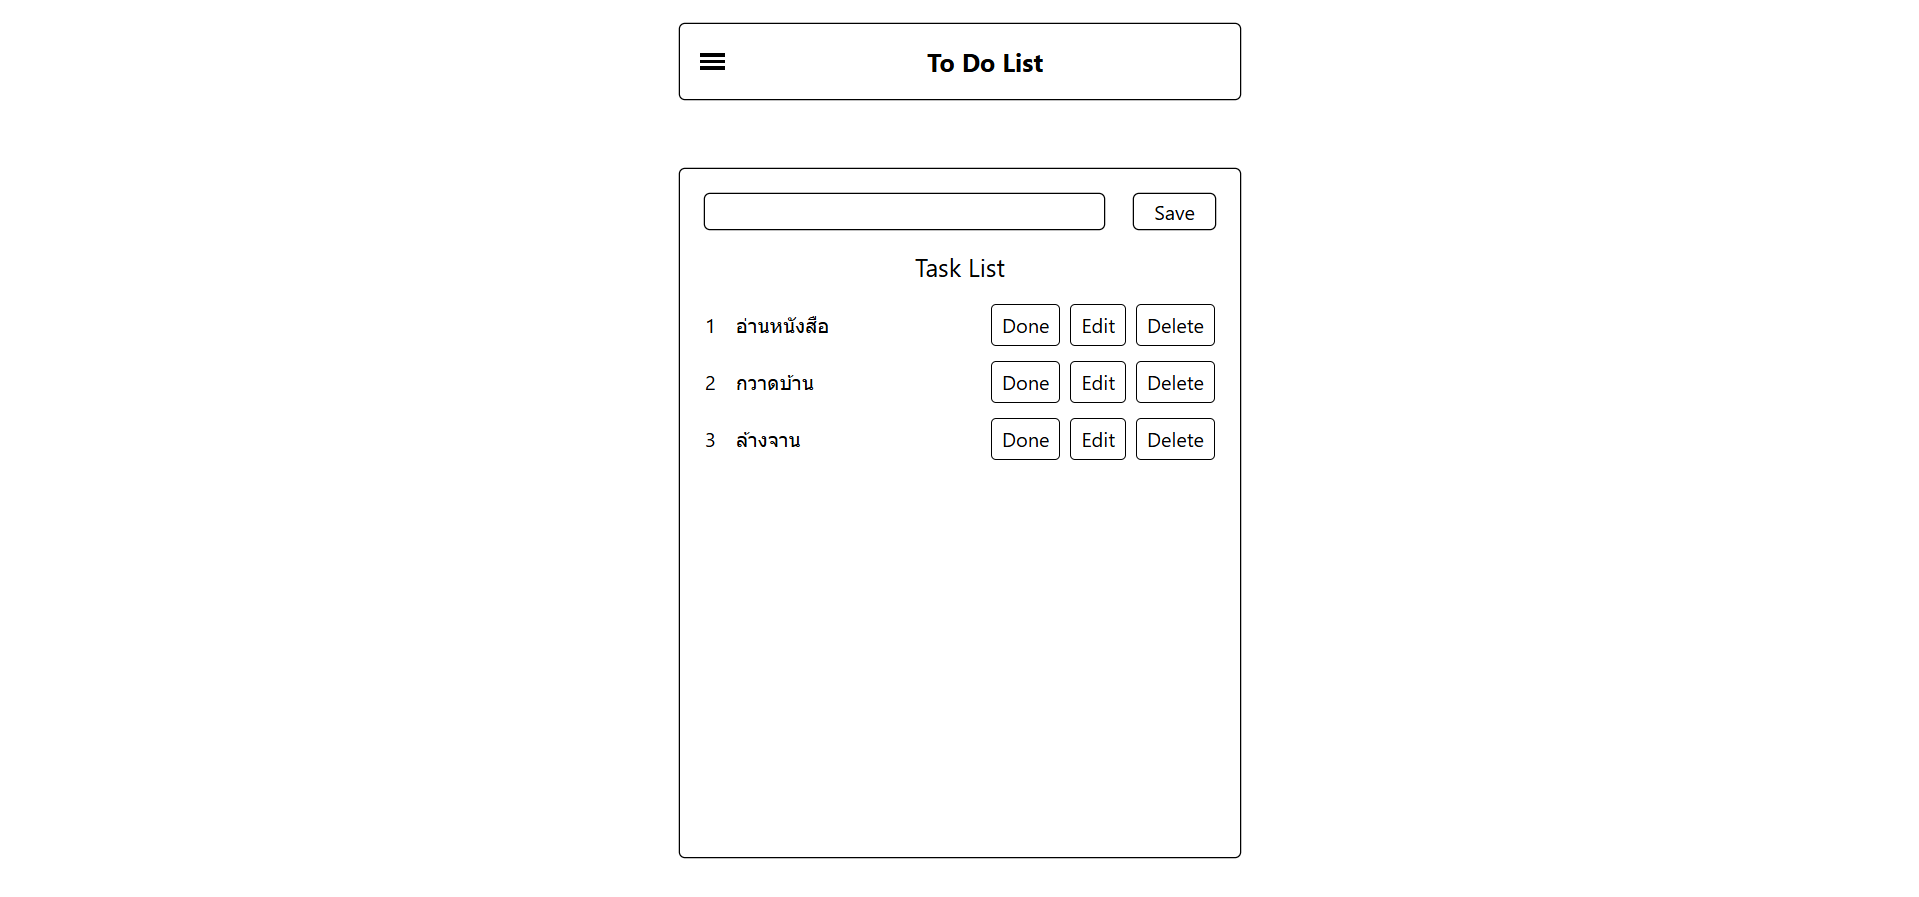 To Do List
Save
Task List
1 อ่านหนังสือ Done Edit Delete
2 กวาดบ้าน Done Edit Delete
3 ล้างจาน Done Edit Delete